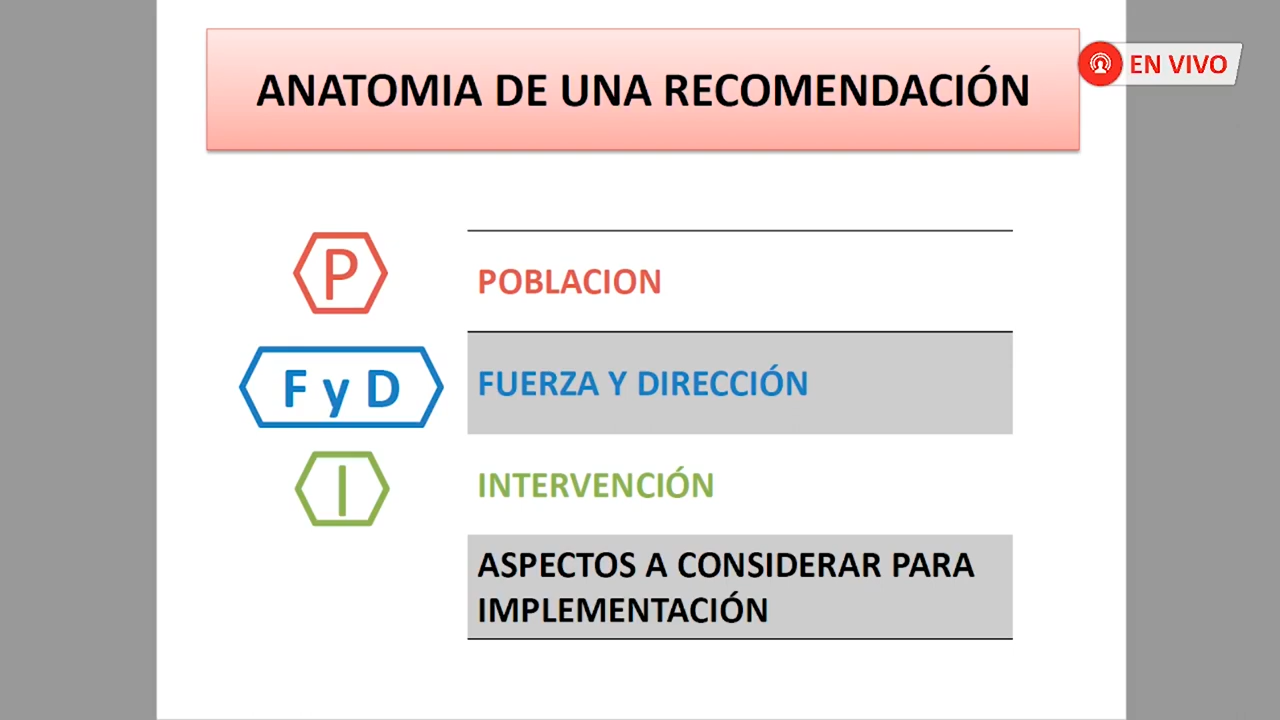 ANATOMIA DE UNA RECOMENDACIÓN
EN VIVO
P
POBLACION
F y D
FUERZA Y DIRECCIÓN
I
INTERVENCIÓN
ASPECTOS A CONSIDERAR PARA
IMPLEMENTACIÓN